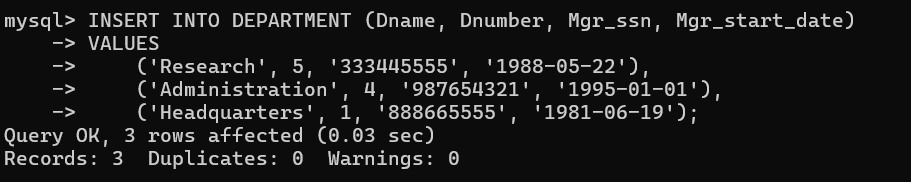 mysql> INSERT INTO DEPARTMENT (Dname, Dnumber, Mgr_ssn, Mgr_start_date)
    -> VALUES
    ->     ('Research', 5, '333445555', '1988-05-22'),
    ->     ('Administration', 4, '987654321', '1995-01-01'),
    ->     ('Headquarters', 1, '888665555', '1981-06-19');
Query OK, 3 rows affected (0.03 sec)
Records: 3  Duplicates: 0  Warnings: 0